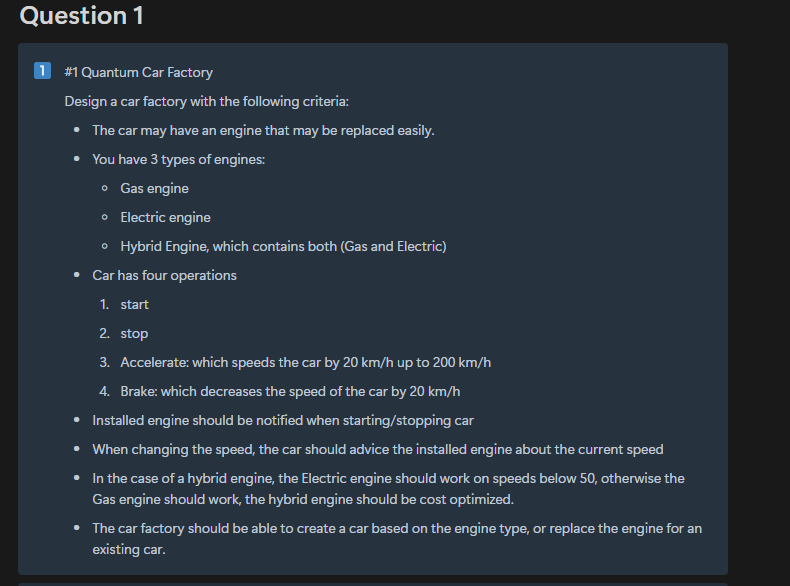 Question 1
1 #1 Quantum Car Factory
Design a car factory with the following criteria:
• The car may have an engine that may be replaced easily.
• You have 3 types of engines:
◦ Gas engine
◦ Electric engine
◦ Hybrid Engine, which contains both (Gas and Electric)
• Car has four operations
1. start
2. stop
3. Accelerate: which speeds the car by 20 km/h up to 200 km/h
4. Brake: which decreases the speed of the car by 20 km/h
• Installed engine should be notified when starting/stopping car
• When changing the speed, the car should advice the installed engine about the current speed
• In the case of a hybrid engine, the Electric engine should work on speeds below 50, otherwise the
Gas engine should work, the hybrid engine should be cost optimized.
• The car factory should be able to create a car based on the engine type, or replace the engine for an
existing car.